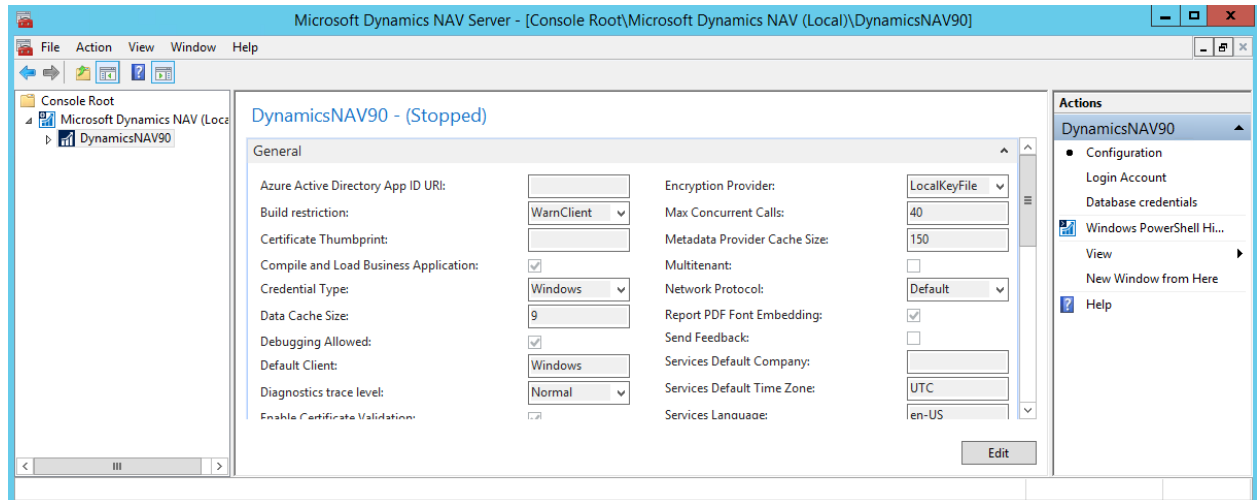 Microsoft Dynamics NAV Server - [Console Root\Microsoft Dynamics NAV (Local)\DynamicsNAV90]
File Action View Window Help
Console Root
Microsoft Dynamics NAV (Loca
DynamicsNAV90
DynamicsNAV90 - (Stopped)
General
Azure Active Directory App ID URI:
Build restriction: WarnClient
Certificate Thumbprint:
Compile and Load Business Application:
Credential Type: Windows
Data Cache Size: 9
Debugging Allowed:
Default Client: Windows
Diagnostics trace level: Normal
Enable Certificate Validation:
Encryption Provider: LocalKeyFile
Max Concurrent Calls: 40
Metadata Provider Cache Size: 150
Multitenant:
Network Protocol: Default
Report PDF Font Embedding:
Send Feedback:
Services Default Company:
Services Default Time Zone: UTC
Services Language: en-US
Edit
Actions
DynamicsNAV90
Configuration
Login Account
Database credentials
Windows PowerShell Hi...
View
New Window from Here
Help